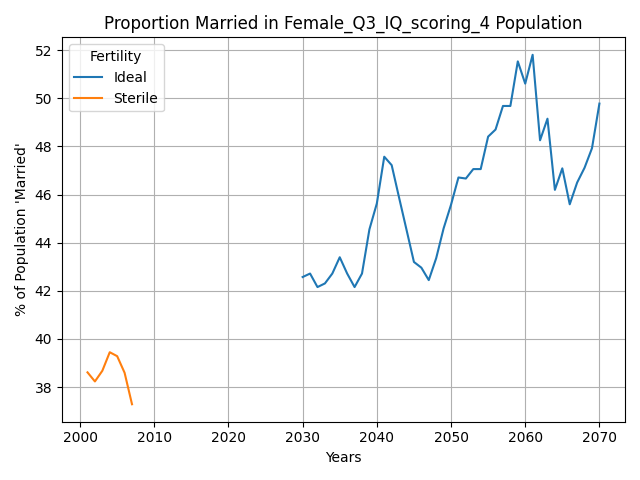 Proportion Married in Female_Q3_IQ_scoring_4 Population
Fertility
Ideal
Sterile
% of Population 'Married'
52
50
48
46
44
42
40
38
2000
2010
2020
2030
2040
2050
2060
2070
Years